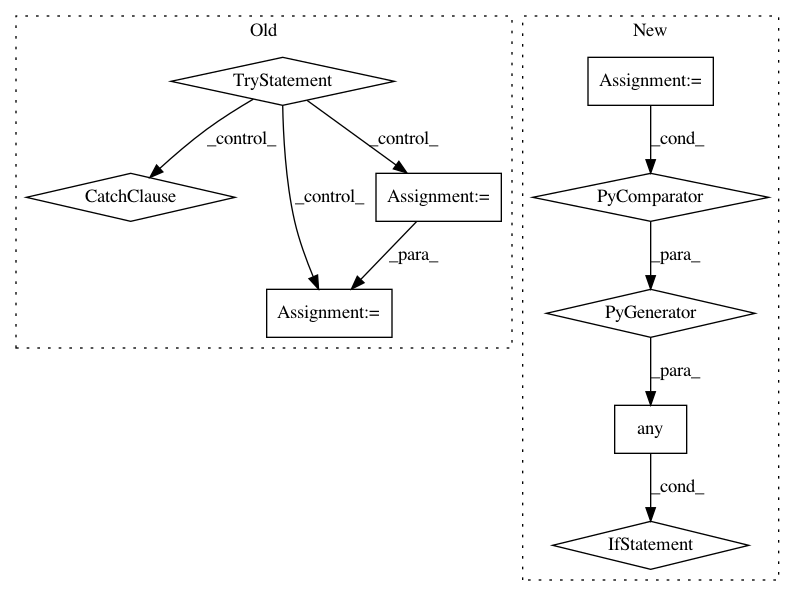 Old
New
TryStatement
Assignment:=
_control_
_control_
_control_
_cond_
CatchClause
Assignment:=
PyComparator
_para_
_para_
Assignment:=
PyGenerator
_para_
any
_cond_
IfStatement